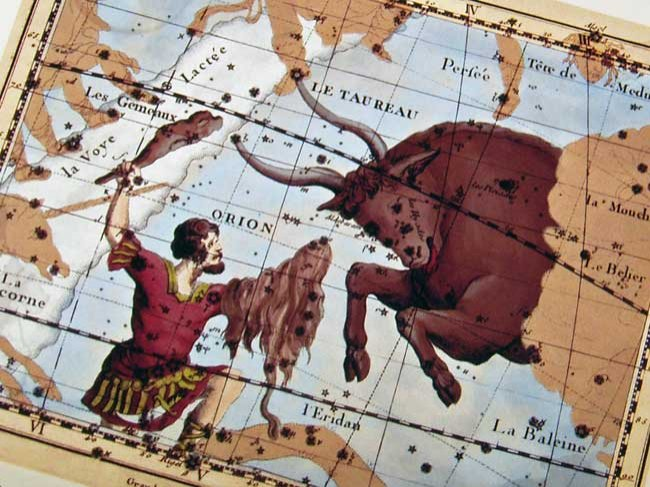 IV
III
Persée
Tête de
Medu
LE TAUREAU
Lactée
Les Gemeaux
la Voye
la Mouch
ORION
Le Belier
La
corne
l'Eridan
La Baleine
VI
V